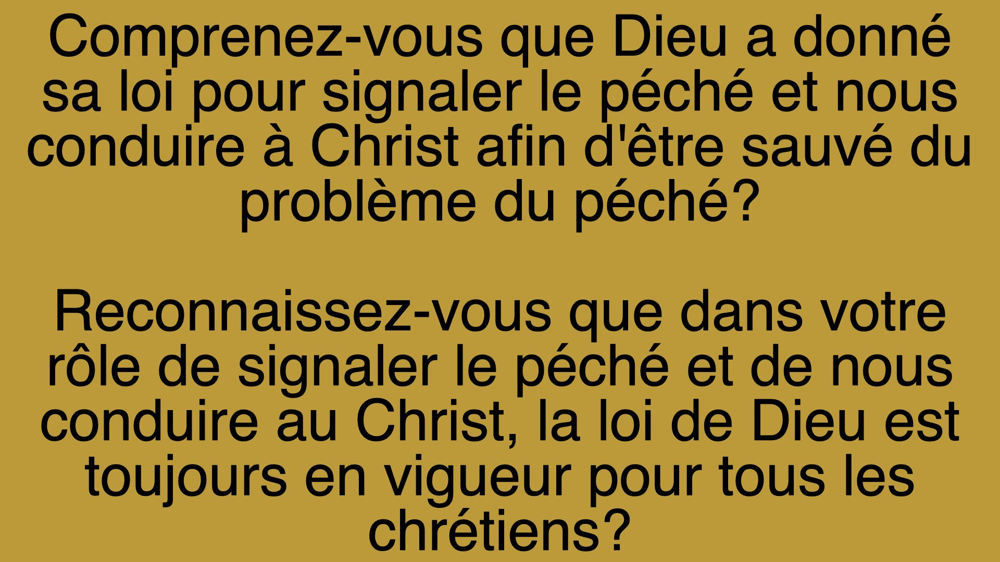 Comprenez-vous que Dieu a donné
sa loi pour signaler le péché et nous
conduire à Christ afin d'être sauvé du
problème du péché?
Reconnaissez-vous que dans votre
rôle de signaler le péché et de nous
conduire au Christ, la loi de Dieu est
toujours en vigueur pour tous les
chrétiens?